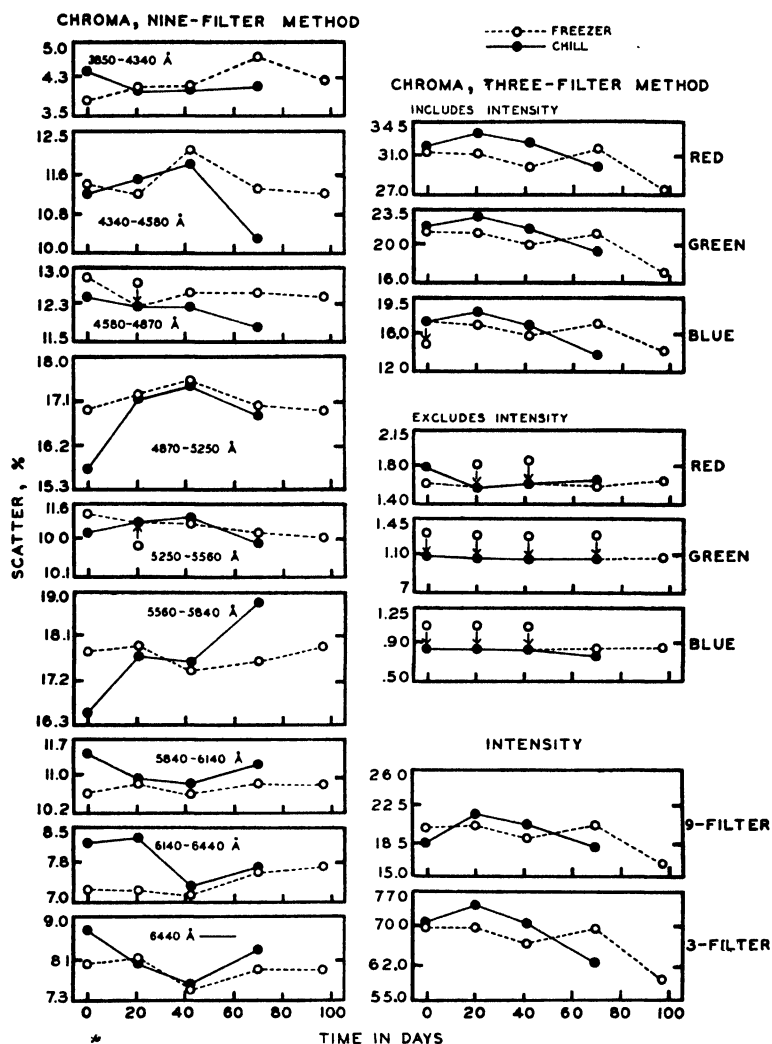 CHROMA, NINE-FILTER METHOD
5.0
4.3
3.5
3850-4340 Å
12.5
11.6
10.8
10.0
4340-4580 Å
13.0
12.3
11.5
4580-4870 Å
18.0
17.1
16.2
15.3
4870-5250 Å
11.6
10.0
10.1
5250-5560 Å
19.0
18.1
17.2
16.3
5560-5840 Å
11.7
11.0
10.2
5840-6140 Å
8.5
7.8
7.0
6140-6440 Å
9.0
8.1
7.3
6440 Å
0 20 40 60 80 100
SCATTER, %
FREEZER
CHILL
CHROMA, THREE-FILTER METHOD
INCLUDES INTENSITY
34.5
31.0
27.0
RED
23.5
20.0
16.0
GREEN
19.5
16.0
12.0
BLUE
EXCLUDES INTENSITY
2.15
1.80
1.40
RED
1.45
1.10
7
GREEN
1.25
.90
.50
BLUE
INTENSITY
26.0
22.5
18.5
15.0
9-FILTER
77.0
70.0
62.0
55.0
3-FILTER
0 20 40 60 80 100
TIME IN DAYS